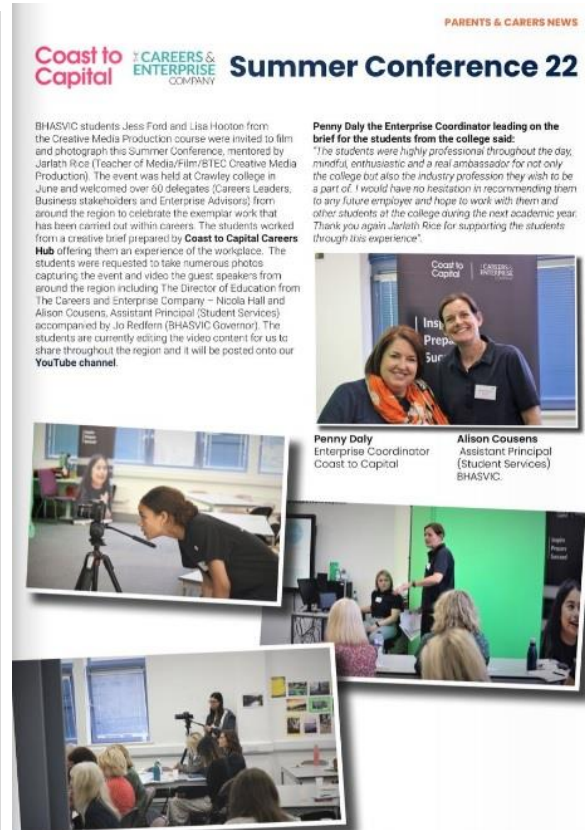 PARENTS & CARERS NEWS
Coast to
Capital
THE CAREERS &
ENTERPRISE
COMPANY
Summer Conference 22
BHASVIC students Jess Ford and Lisa Hooton from
the Creative Media Production course were invited to film
and photograph this Summer Conference, mentored by
Jarlath Rice (Teacher of Media/Film/BTEC Creative Media
Production). The event was held at Crawley college in
June and welcomed over 60 delegates (Careers Leaders,
Business stakeholders and Enterprise Advisors) from
around the region to celebrate the exemplar work that
has been carried out within careers. The students worked
from a creative brief prepared by Coast to Capital Careers
Hub offering them an experience of the workplace. The
students were requested to take numerous photos
capturing the event and video the guest speakers from
around the region including The Director of Education from
The Careers and Enterprise Company – Nicola Hall and
Alison Cousens, Assistant Principal (Student Services)
accompanied by Jo Redfern (BHASVIC Governor). The
students are currently editing the video content for us to
share throughout the region and it will be posted onto our
YouTube channel.
Penny Daly the Enterprise Coordinator leading on the
brief for the students from the college said:
"The students were highly professional throughout the day,
mindful, enthusiastic and a real ambassador for not only
the college but also the industry profession they wish to be
a part of. I would have no hesitation in recommending them
to any future employer and hope to work with them and
other students at the college during the next academic year.
Thank you again Jarlath Rice for supporting the students
through this experience".
Coast to
Capital
CAREERS &
ENTERPRISE
Insp
Prepa
Suc
Penny Daly
Enterprise Coordinator
Coast to Capital
Alison Cousens
Assistant Principal
(Student Services)
BHASVIC.
Inspire
Prepare
Succeed